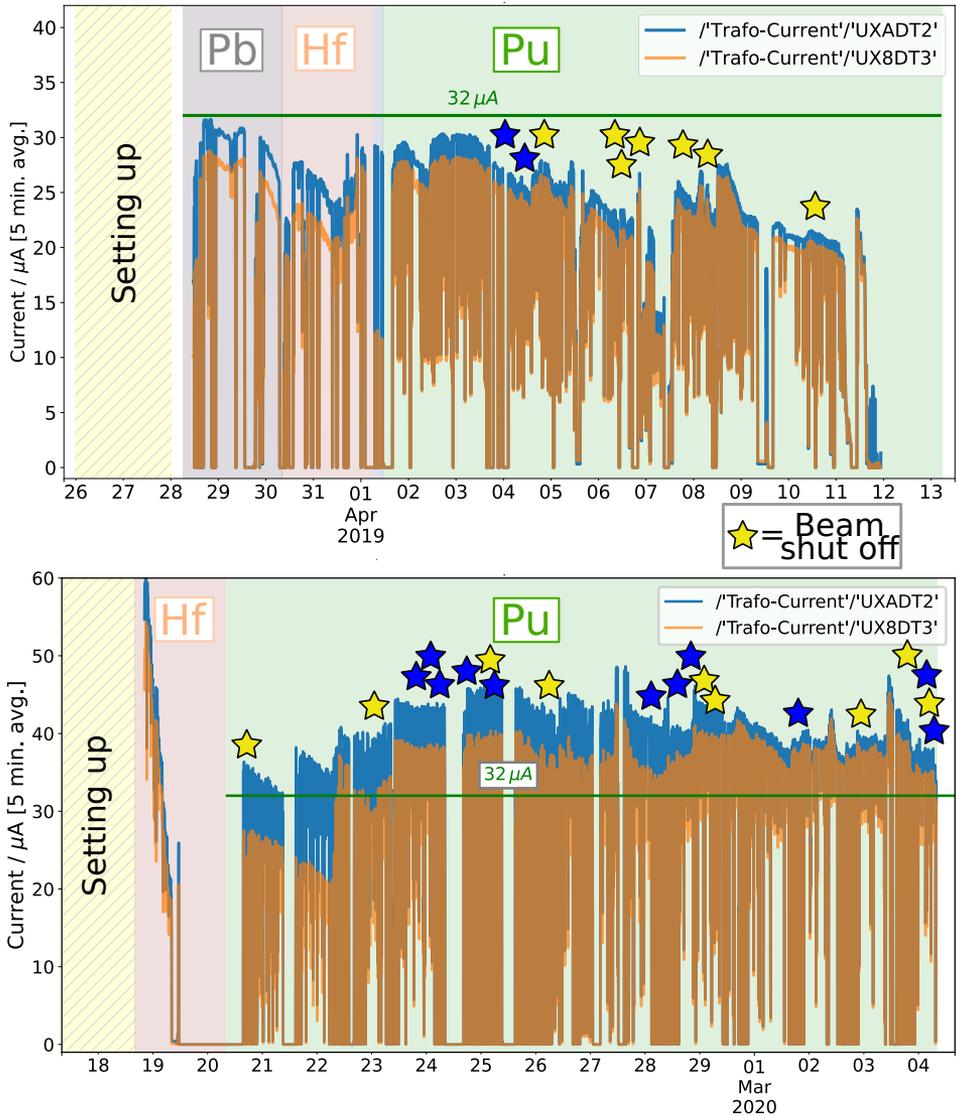 40
35
30
25
20
15
10
5
0
Current / μA [5 min. avg.]
Setting up
Pb
Hf
Pu
/'Trafo-Current'/'UXADT2'
/'Trafo-Current'/'UX8DT3'
32 μA
26 27 28 29 30 31 01 02 03 04 05 06 07 08 09 10 11 12 13
Apr
2019
= Beam
shut off
60
50
40
30
20
10
0
Current / μA [5 min. avg.]
Setting up
Hf
Pu
/'Trafo-Current'/'UXADT2'
/'Trafo-Current'/'UX8DT3'
32 μA
18 19 20 21 22 23 24 25 26 27 28 29 01 02 03 04
Mar
2020